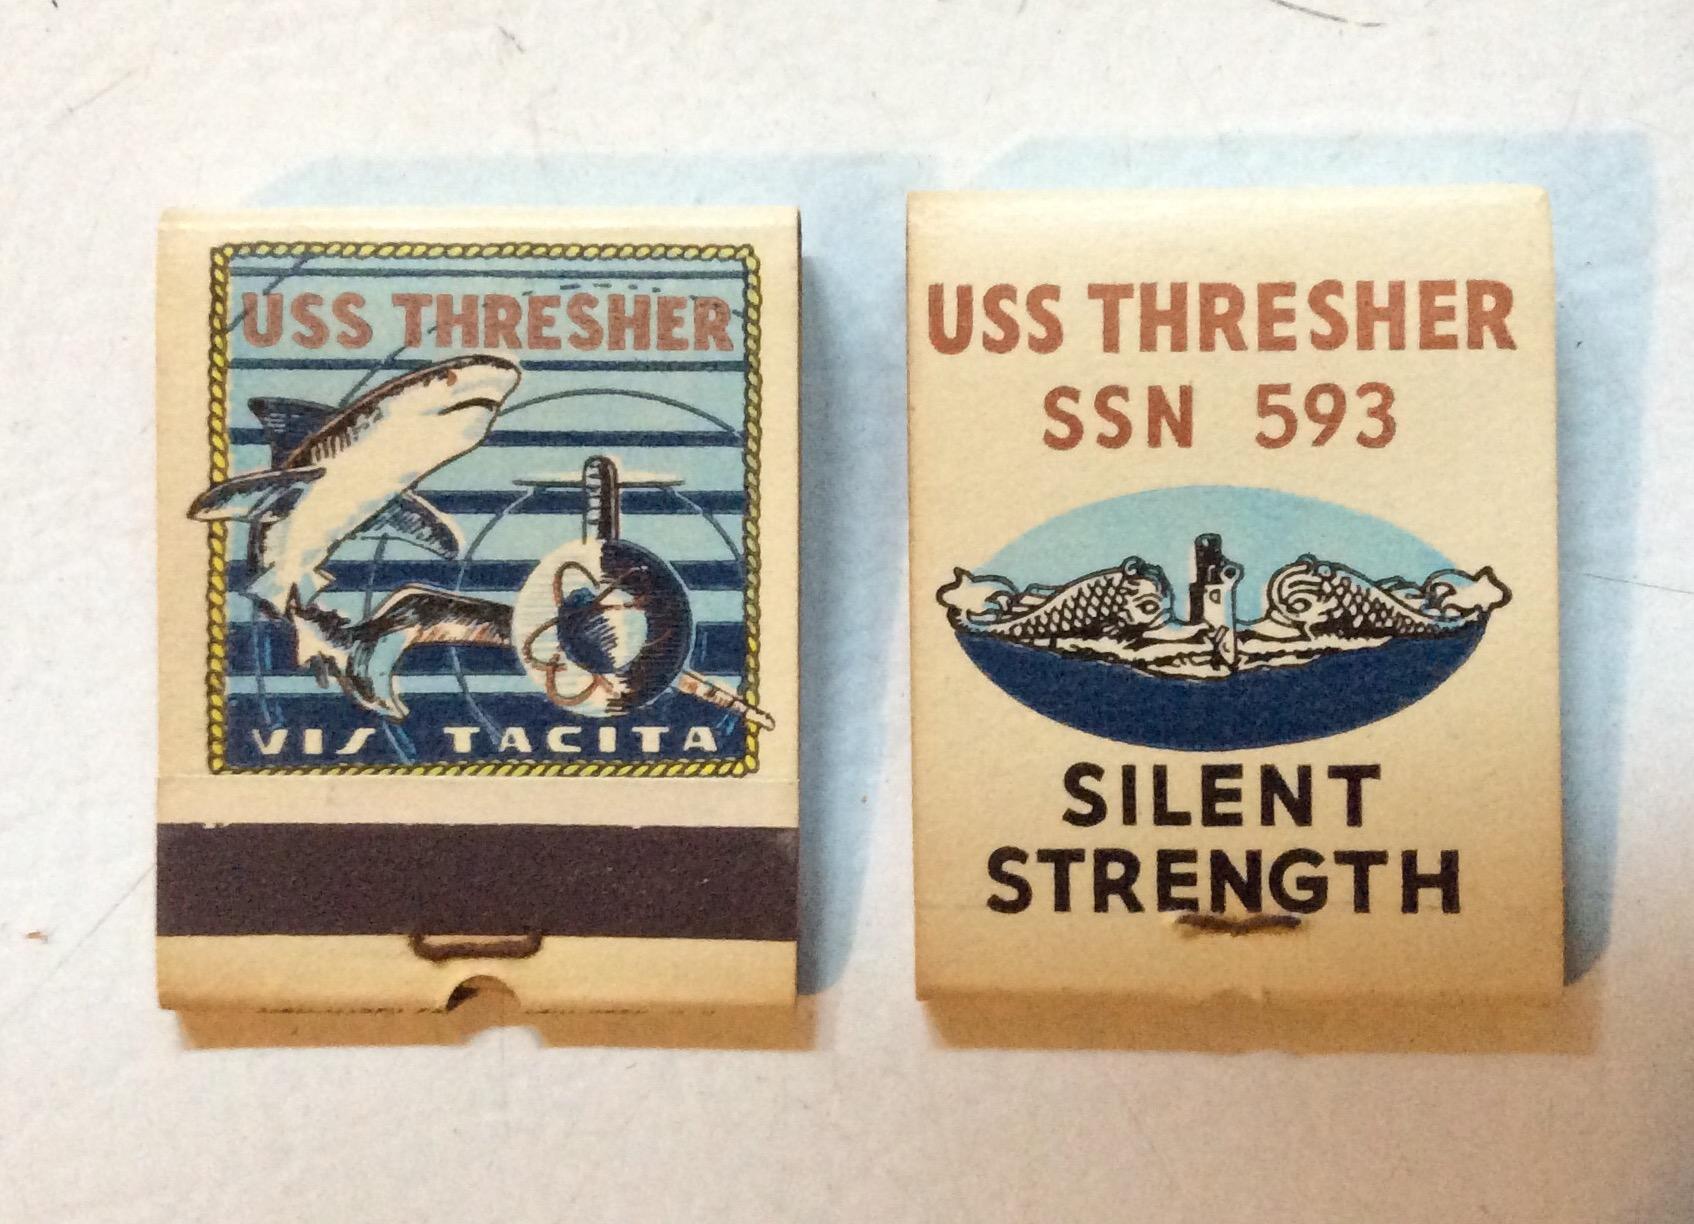 USS THRESHER
VIS TACITA
USS THRESHER
SSN 593
SILENT
STRENGTH